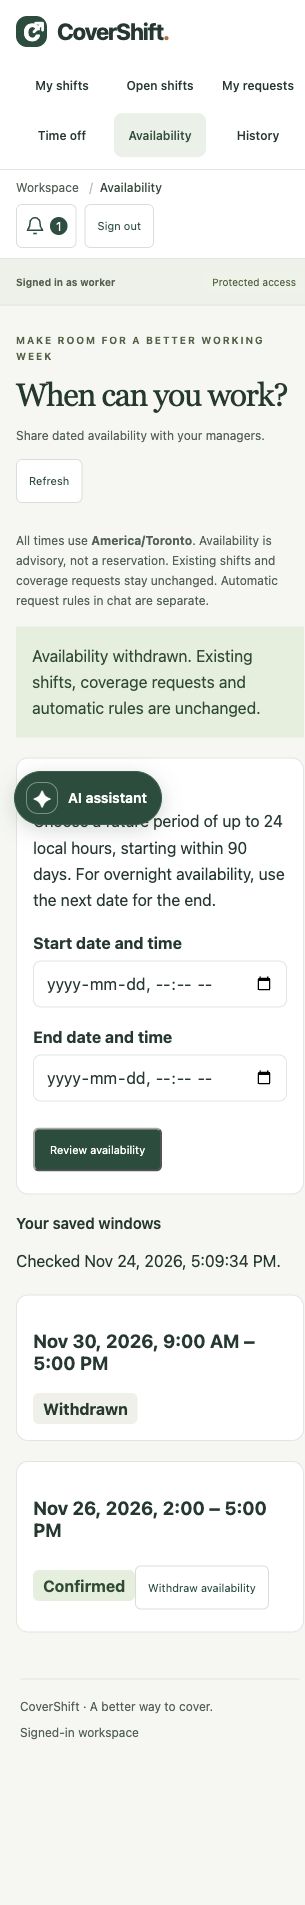 CoverShift.
My shifts
Open shifts
My requests
Time off
Availability
History
Workspace / Availability
1
Sign out
Signed in as worker
Protected access
MAKE ROOM FOR A BETTER WORKING
WEEK
When can you work?
Share dated availability with your managers.
Refresh
All times use America/Toronto. Availability is
advisory, not a reservation. Existing shifts and
coverage requests stay unchanged. Automatic
request rules in chat are separate.
Availability withdrawn. Existing
shifts, coverage requests and
automatic rules are unchanged.
AI assistant
period of up to 24
local hours, starting within 90
days. For overnight availability, use
the next date for the end.
Start date and time
yyyy-mm-dd, --:-- --
End date and time
yyyy-mm-dd, --:-- --
Review availability
Your saved windows
Checked Nov 24, 2026, 5:09:34 PM.
Nov 30, 2026, 9:00 AM –
5:00 PM
Withdrawn
Nov 26, 2026, 2:00 – 5:00
PM
Confirmed
Withdraw availability
CoverShift · A better way to cover.
Signed-in workspace